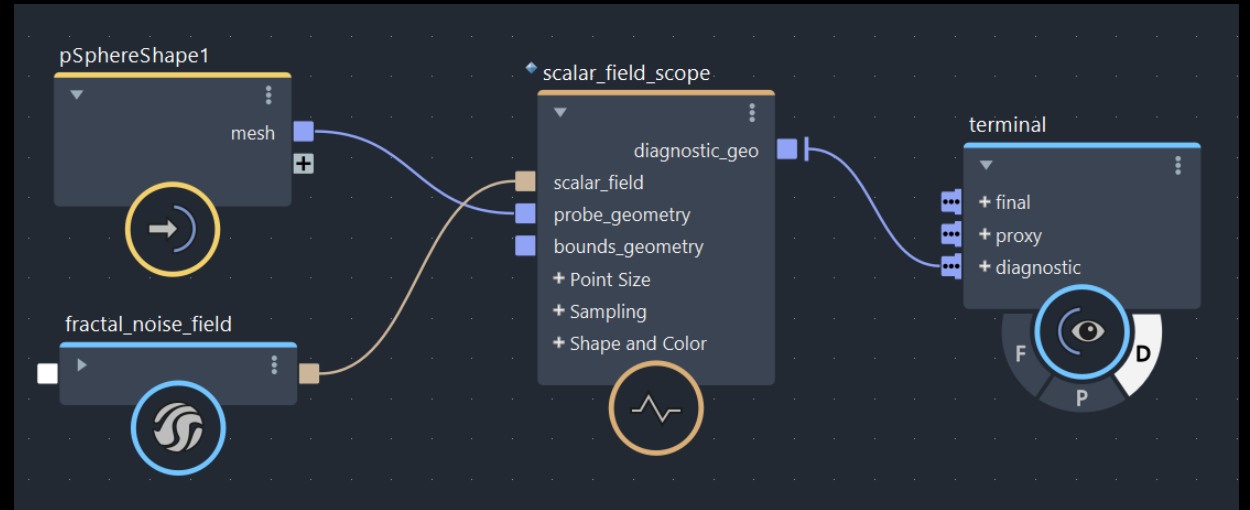 pSphereShape1
mesh
fractal_noise_field
scalar_field_scope
diagnostic_geo
scalar_field
probe_geometry
bounds_geometry
+ Point Size
+ Sampling
+ Shape and Color
terminal
+ final
+ proxy
+ diagnostic
F
P
D